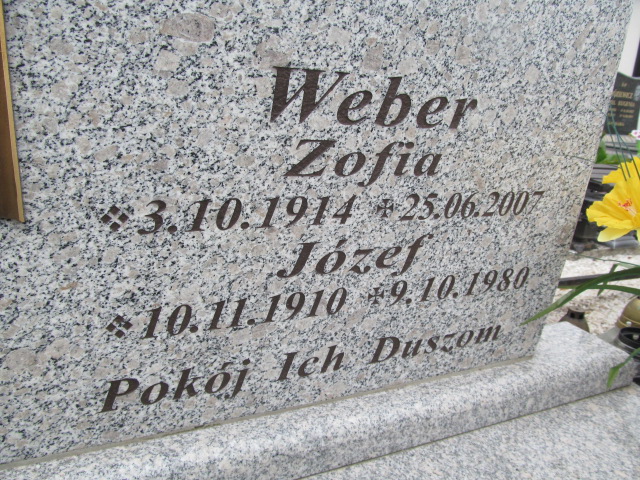 Weber
Zofia
❖ 3.10.1914 ✢ 25.06.2007
Józef
❖ 10.11.1910 ✢ 9.10.1980
Pokój Ich Duszom